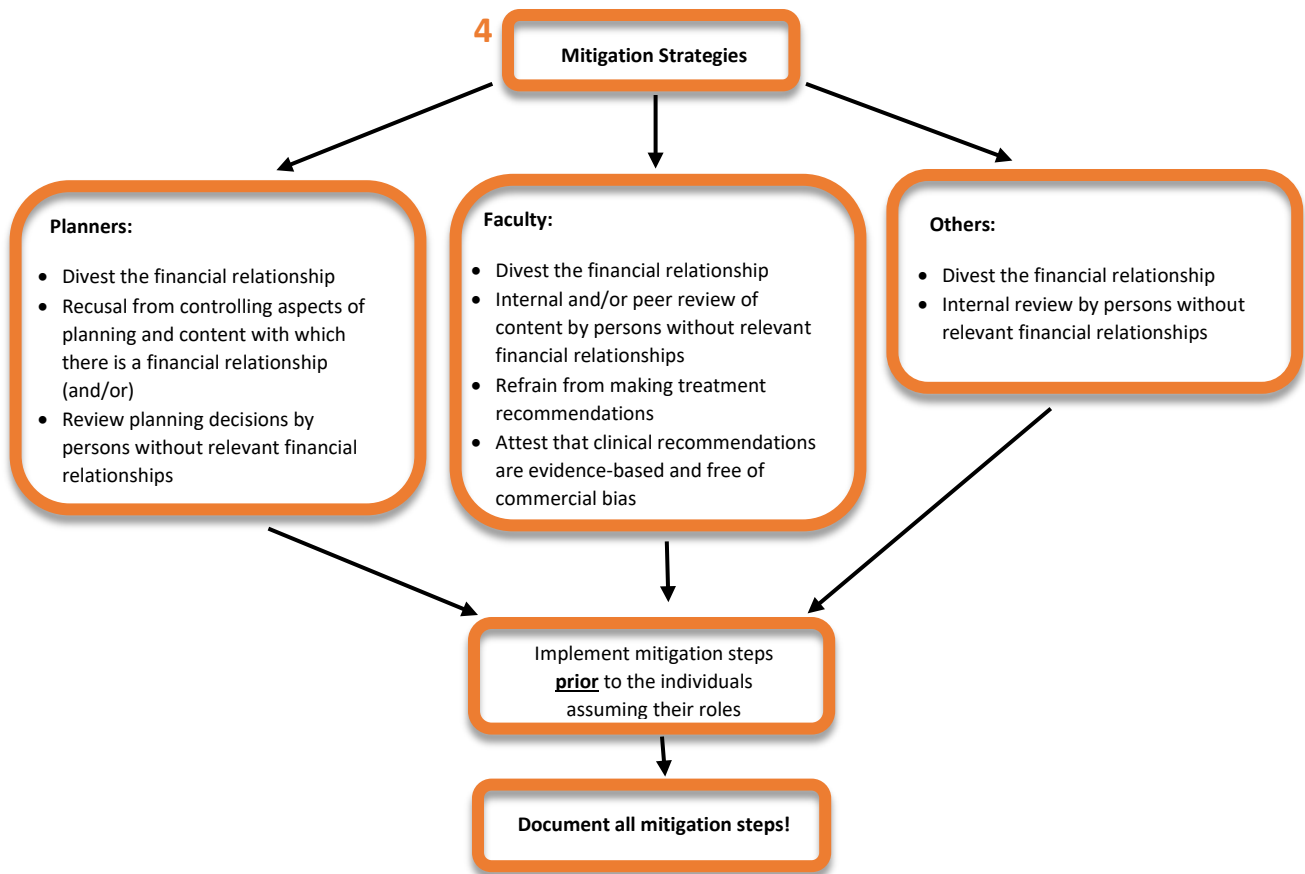 4
Mitigation Strategies
Planners:
• Divest the financial relationship
• Recusal from controlling aspects of
planning and content with which
there is a financial relationship
(and/or)
• Review planning decisions by
persons without relevant financial
relationships
Faculty:
• Divest the financial relationship
• Internal and/or peer review of
content by persons without relevant
financial relationships
• Refrain from making treatment
recommendations
• Attest that clinical recommendations
are evidence-based and free of
commercial bias
Others:
• Divest the financial relationship
• Internal review by persons without
relevant financial relationships
Implement mitigation steps
prior to the individuals
assuming their roles
Document all mitigation steps!